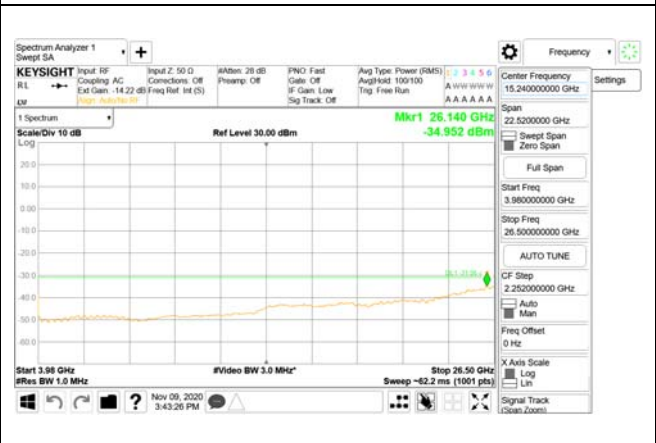 Spectrum Analyzer 1
Swept SA
Frequency
KEYSIGHT
Input: RF
Coupling: AC
Ext Gain: -14.22 dB
Align: Auto/No RF
RL
Input Z: 50 Ω
Corrections: Off
Freq Ref: Int (S)
#Atten: 28 dB
Preamp: Off
PNO: Fast
Gate: Off
IF Gain: Low
Sig Track: Off
Avg Type: Power (RMS)
Avg|Hold: 100/100
Trig: Free Run
1 2 3 4 5 6
A W W W W W
A A A A A A
Center Frequency
15.240000000 GHz
Settings
1 Spectrum
Mkr1 26.140 GHz
Scale/Div 10 dB
Ref Level 30.00 dBm
-34.952 dBm
Log
20.0
10.0
0.00
-10.0
-20.0
-30.0
-40.0
-50.0
-60.0
Start 3.98 GHz
#Video BW 3.0 MHz*
Stop 26.50 GHz
#Res BW 1.0 MHz
Sweep ~62.2 ms (1001 pts)
Span
22.5200000 GHz
Swept Span
Zero Span
Full Span
Start Freq
3.980000000 GHz
Stop Freq
26.500000000 GHz
AUTO TUNE
CF Step
2.252000000 GHz
Auto
Man
Freq Offset
0 Hz
X Axis Scale
Log
Lin
Signal Track
(Span Zoom)
?
Nov 09, 2020
3:43:26 PM